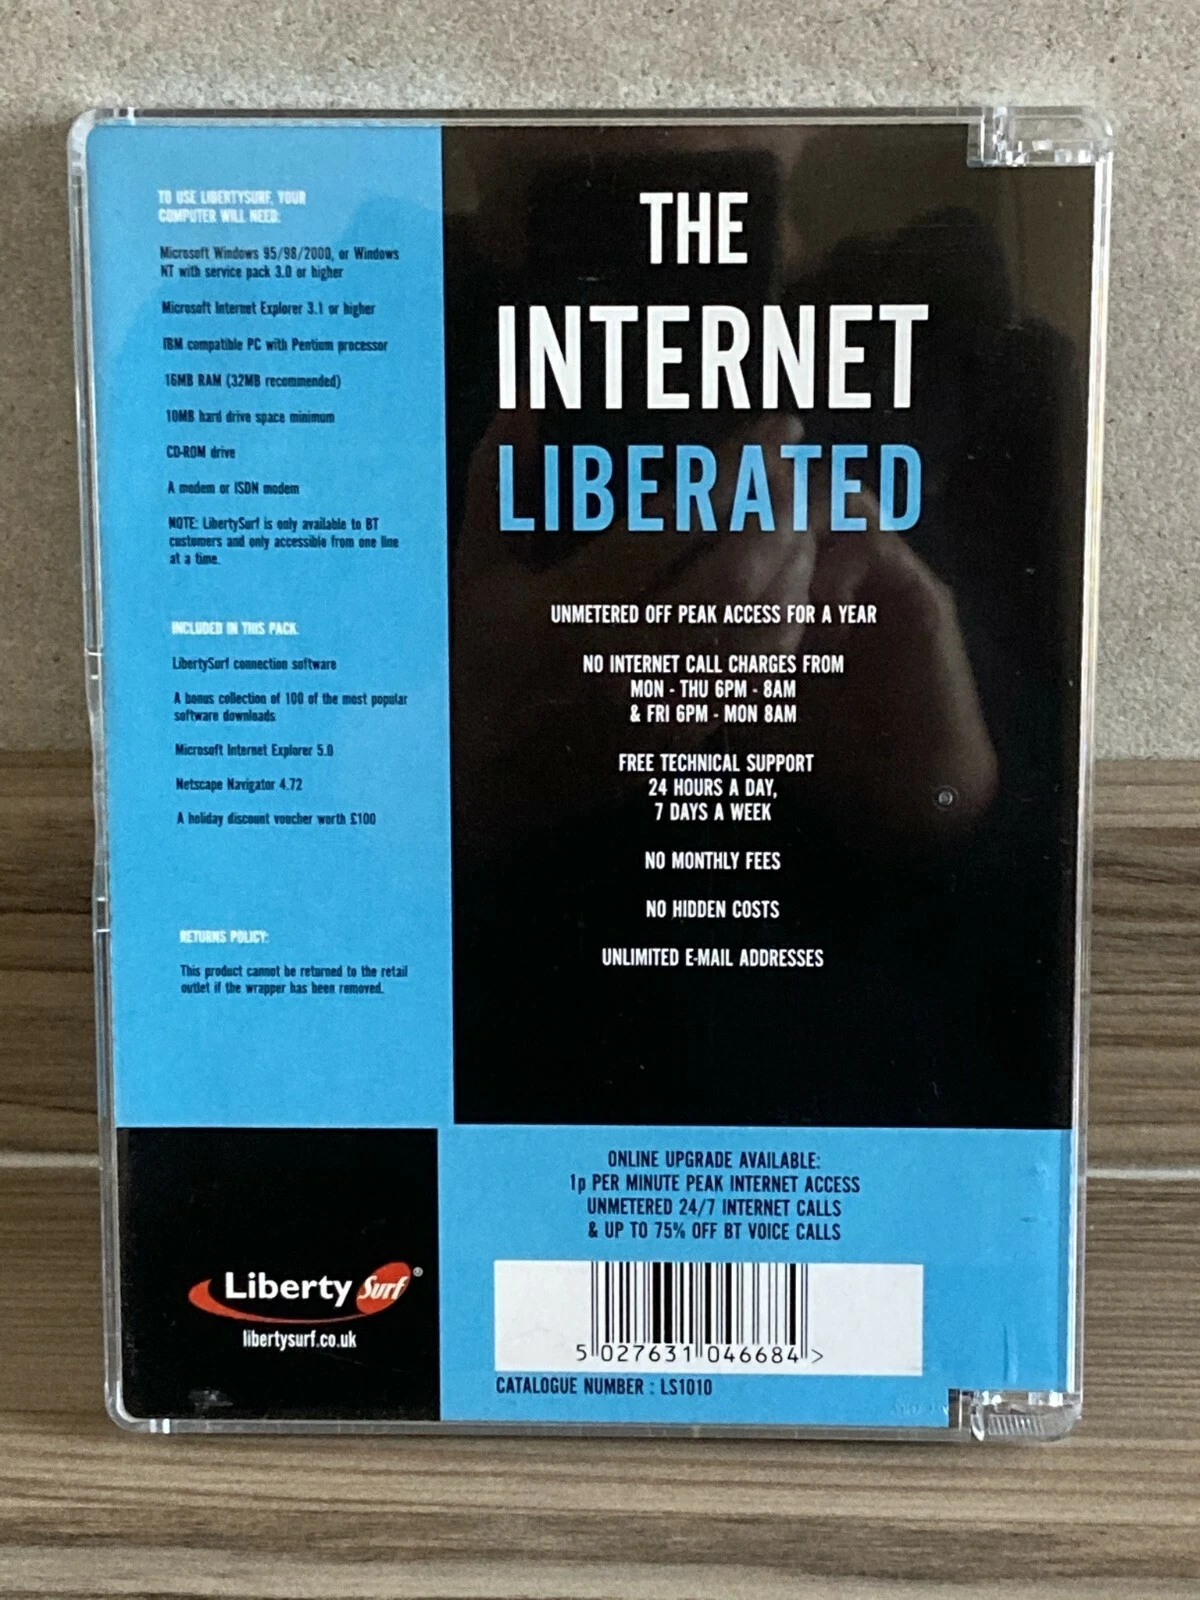 TO USE LIBERTYSURF, YOUR
COMPUTER WILL NEED:
Microsoft Windows 95/98/2000, or Windows
NT with service pack 3.0 or higher
Microsoft Internet Explorer 3.1 or higher
IBM compatible PC with Pentium processor
16MB RAM (32MB recommended)
10MB hard drive space minimum
CD-ROM drive
A modem or ISDN modem
NOTE: LibertySurf is only available to BT
customers and only accessible from one line
at a time.
INCLUDED IN THIS PACK:
LibertySurf connection software
A bonus collection of 100 of the most popular
software downloads
Microsoft Internet Explorer 5.0
Netscape Navigator 4.72
A holiday discount voucher worth £100
RETURNS POLICY:
This product cannot be returned to the retail
outlet if the wrapper has been removed.
THE
INTERNET
LIBERATED
UNMETERED OFF PEAK ACCESS FOR A YEAR
NO INTERNET CALL CHARGES FROM
MON - THU 6PM - 8AM
& FRI 6PM - MON 8AM
FREE TECHNICAL SUPPORT
24 HOURS A DAY,
7 DAYS A WEEK
NO MONTHLY FEES
NO HIDDEN COSTS
UNLIMITED E-MAIL ADDRESSES
Liberty Surf®
libertysurf.co.uk
ONLINE UPGRADE AVAILABLE:
1p PER MINUTE PEAK INTERNET ACCESS
UNMETERED 24/7 INTERNET CALLS
& UP TO 75% OFF BT VOICE CALLS
5 027631 046684 >
CATALOGUE NUMBER : LS1010